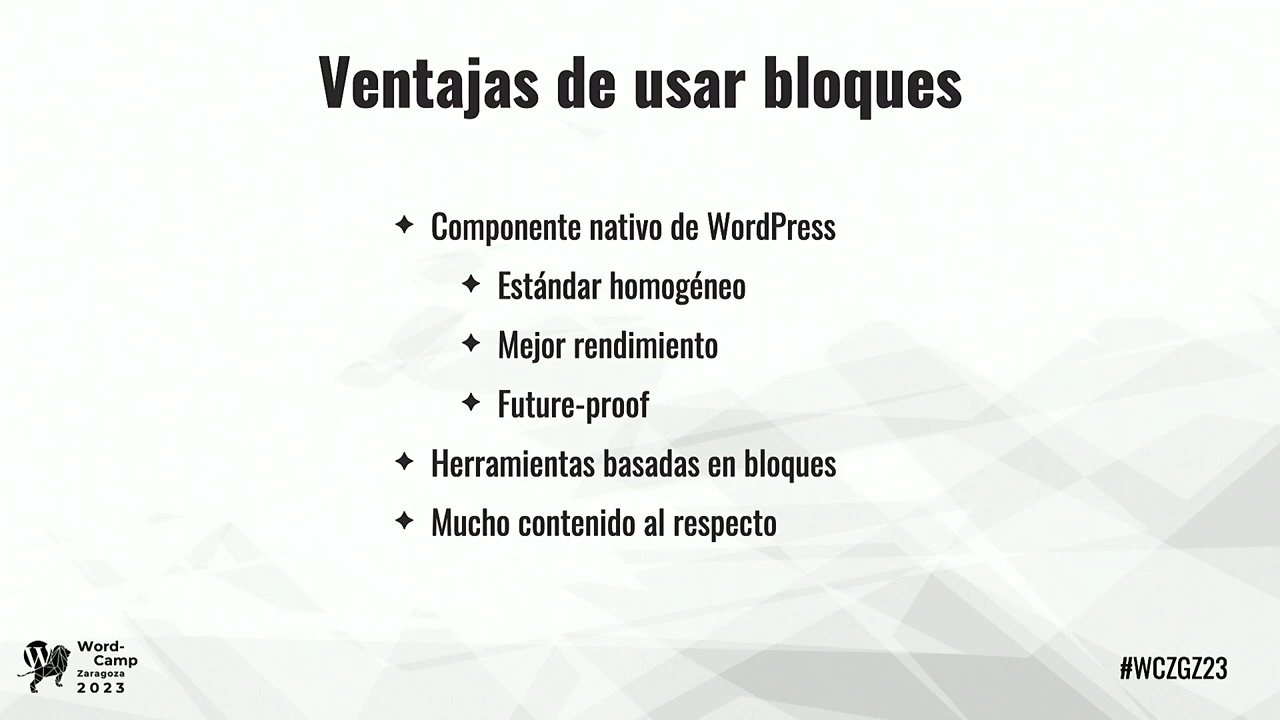 Ventajas de usar bloques
✦ Componente nativo de WordPress
✦ Estándar homogéneo
✦ Mejor rendimiento
✦ Future-proof
✦ Herramientas basadas en bloques
✦ Mucho contenido al respecto
Word-
Camp
Zaragoza
2023
#WCZGZ23